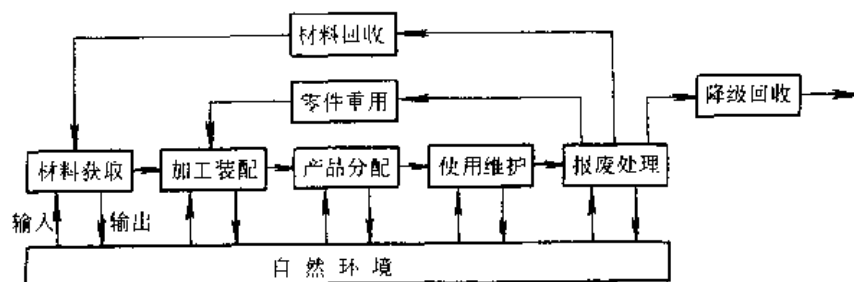 材料回收
零件重用
降级回收
材料获取
加工装配
产品分配
使用维护
报废处理
输入
输出
自然环境